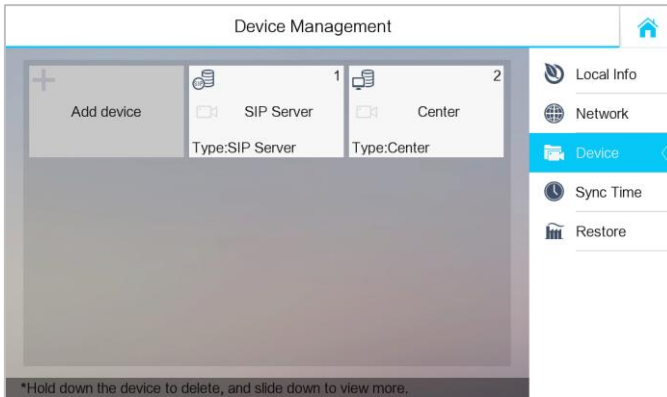 Device Management
Add device
1
SIP Server
Type:SIP Server
2
Center
Type:Center
*Hold down the device to delete, and slide down to view more.
Local Info
Network
Device
Sync Time
Restore